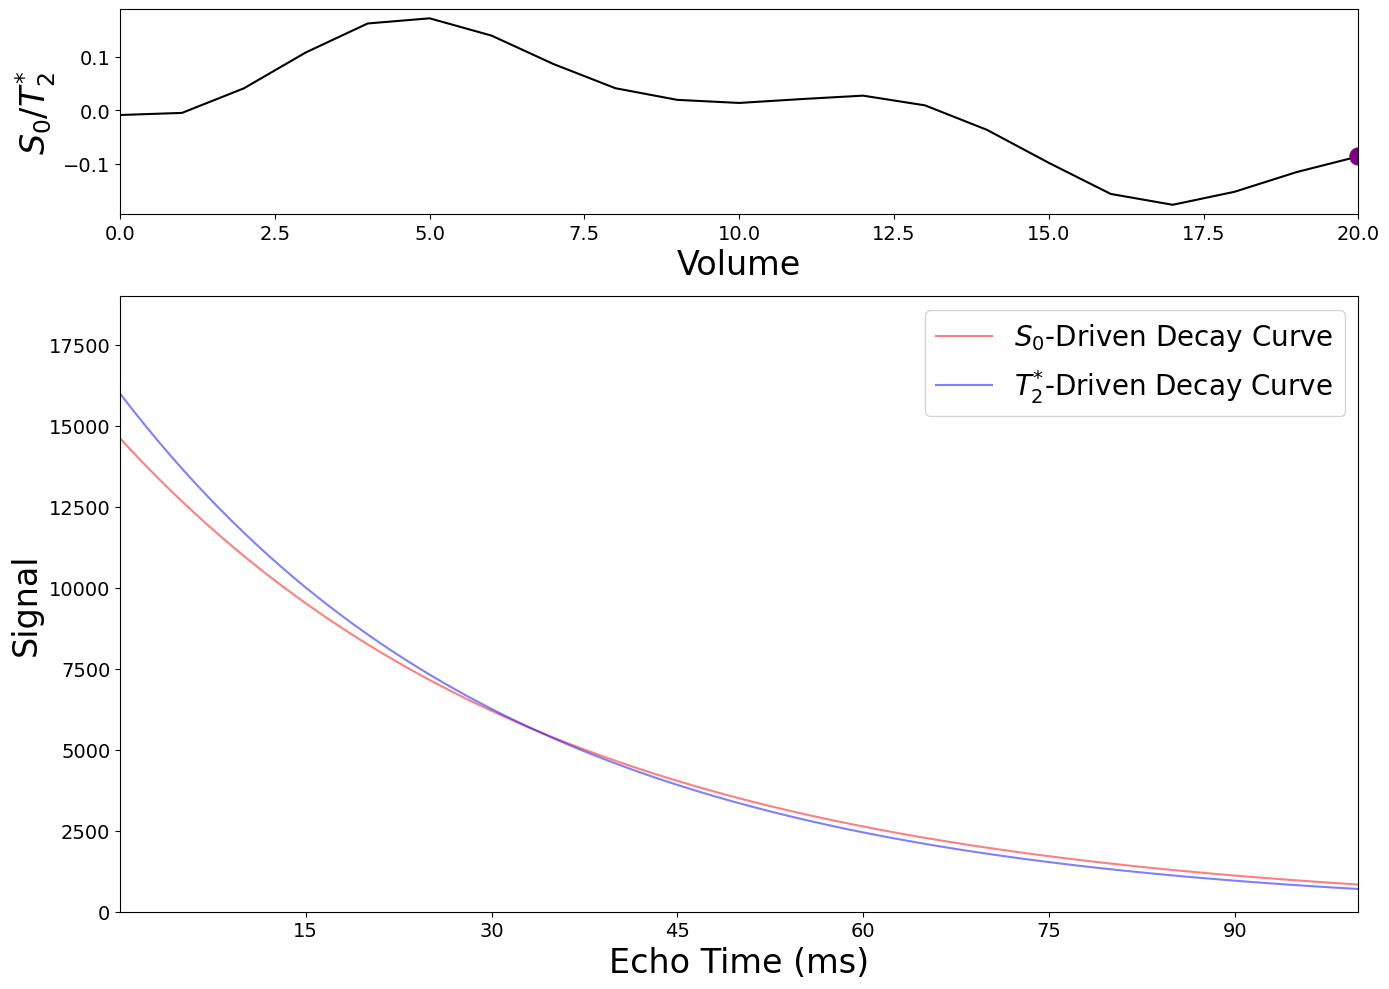 S₀/T₂*
0.1
0.0
−0.1
0.0 2.5 5.0 7.5 10.0 12.5 15.0 17.5 20.0
Volume
S₀-Driven Decay Curve
T₂*-Driven Decay Curve
Signal
17500
15000
12500
10000
7500
5000
2500
0
15 30 45 60 75 90
Echo Time (ms)